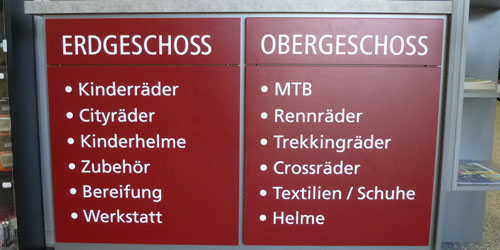 ERDGESCHOSS
• Kinderräder
• Cityräder
• Kinderhelme
• Zubehör
• Bereifung
• Werkstatt
OBERGESCHOSS
• MTB
• Rennräder
• Trekkingräder
• Crossräder
• Textilien / Schuhe
• Helme